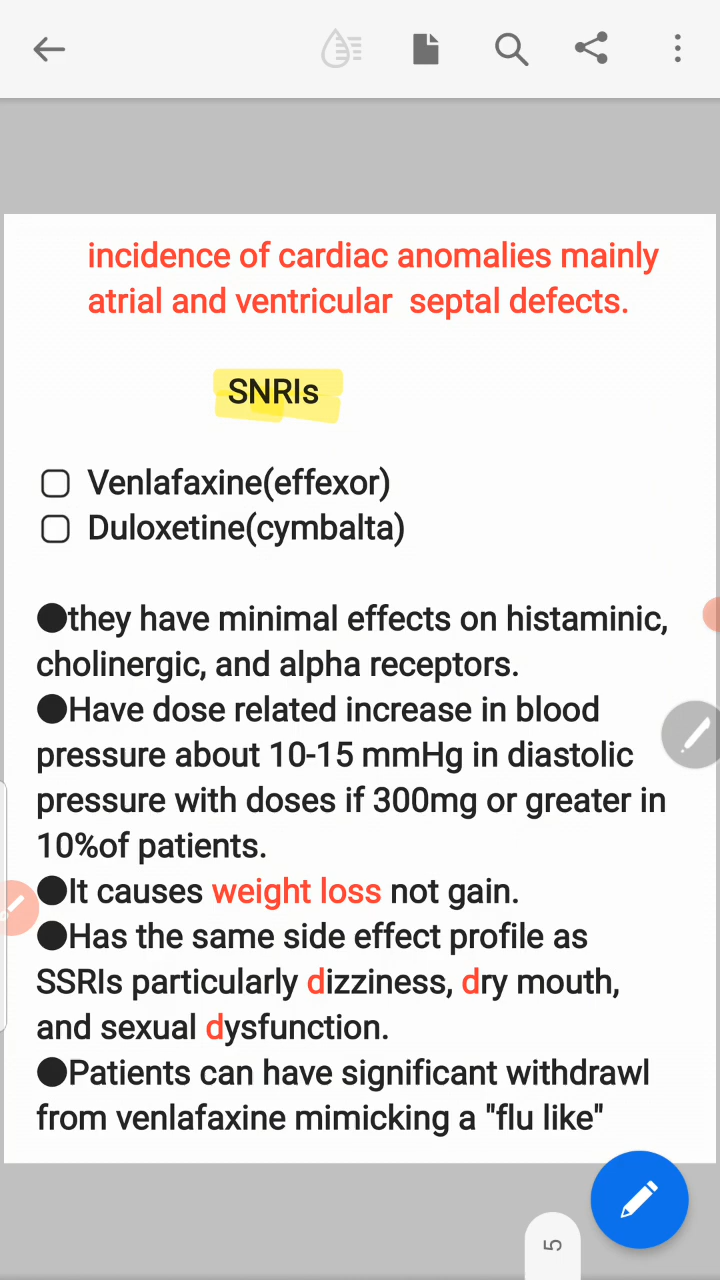 incidence of cardiac anomalies mainly
atrial and ventricular  septal defects.
SNRIs
Venlafaxine(effexor)
Duloxetine(cymbalta)
●they have minimal effects on histaminic,
cholinergic, and alpha receptors.
●Have dose related increase in blood
pressure about 10-15 mmHg in diastolic
pressure with doses if 300mg or greater in
10%of patients.
●It causes weight loss not gain.
●Has the same side effect profile as
SSRIs particularly dizziness, dry mouth,
and sexual dysfunction.
●Patients can have significant withdrawl
from venlafaxine mimicking a "flu like"
5